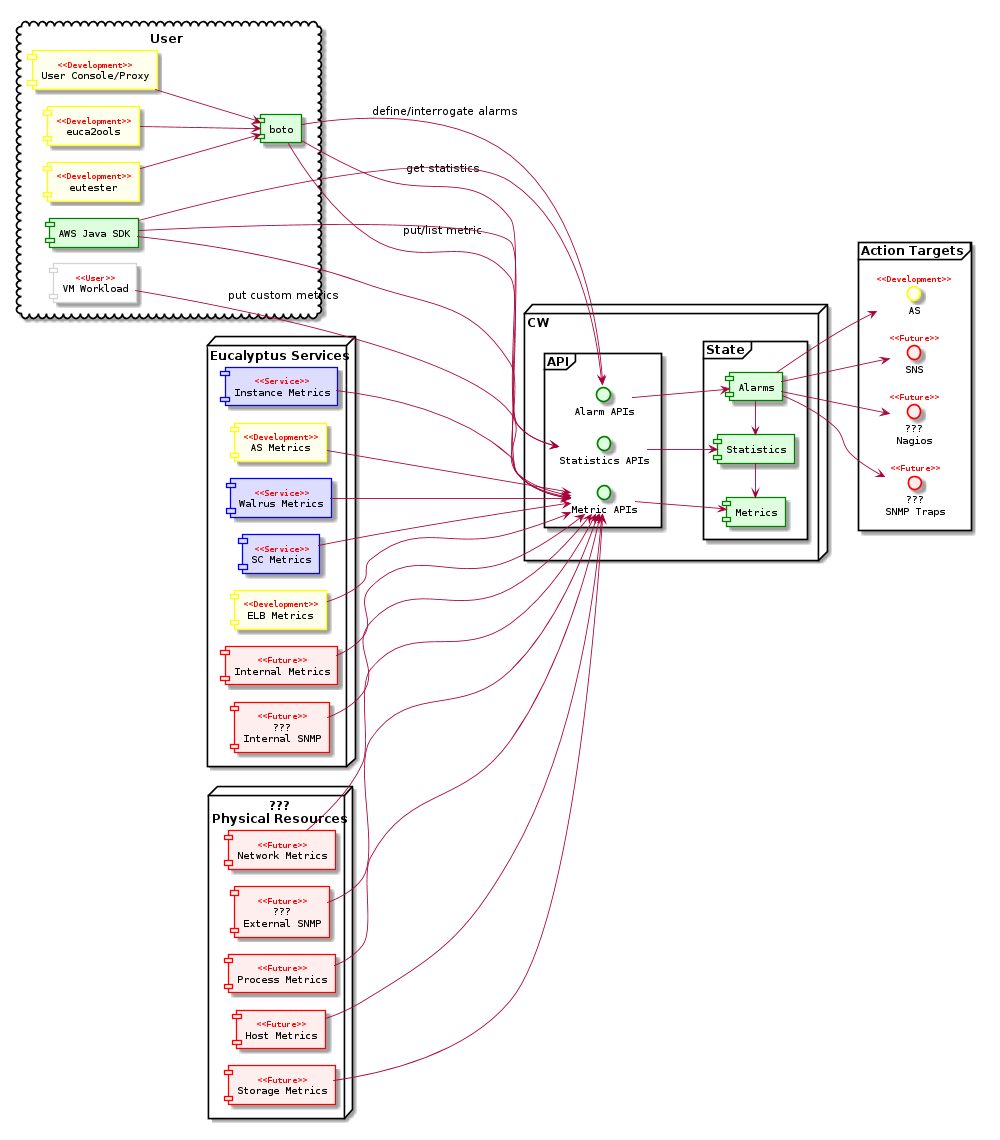 User
<<Development>>
User Console/Proxy
<<Development>>
euca2ools
<<Development>>
eutester
AWS Java SDK
<<User>>
VM Workload
boto
define/interrogate alarms
get statistics
put/list metric
put custom metrics
Eucalyptus Services
<<Service>>
Instance Metrics
<<Development>>
AS Metrics
<<Service>>
Walrus Metrics
<<Service>>
SC Metrics
<<Development>>
ELB Metrics
<<Future>>
Internal Metrics
<<Future>>
???
Internal SNMP
???
Physical Resources
<<Future>>
Network Metrics
<<Future>>
???
External SNMP
<<Future>>
Process Metrics
<<Future>>
Host Metrics
<<Future>>
Storage Metrics
CW
API
Alarm APIs
Statistics APIs
Metric APIs
State
Alarms
Statistics
Metrics
Action Targets
<<Development>>
AS
<<Future>>
SNS
<<Future>>
???
Nagios
<<Future>>
???
SNMP Traps